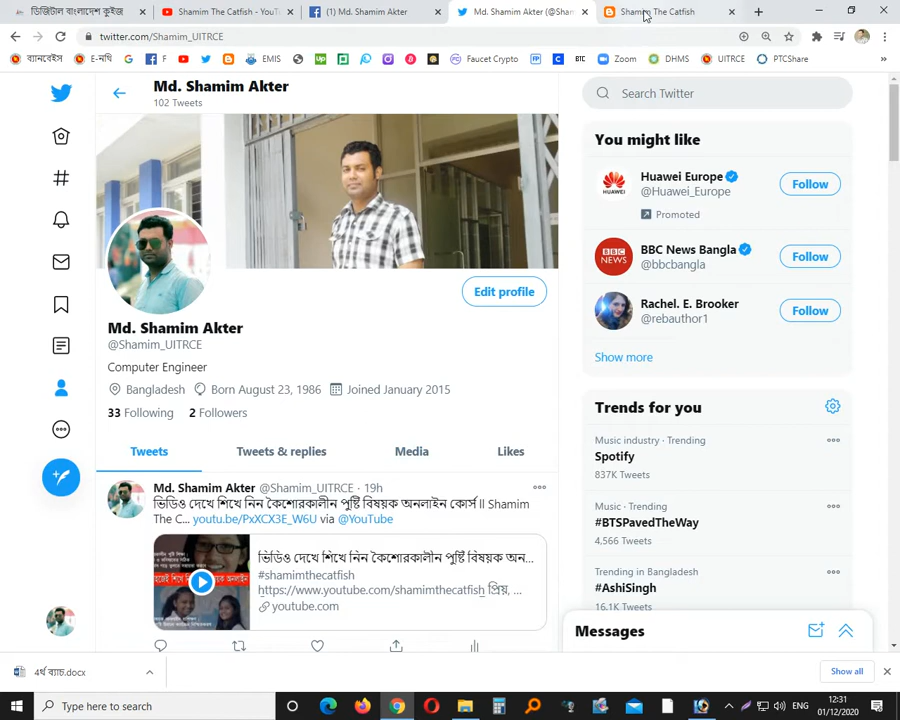 ডিজিটাল বাংলাদেশ কুইজ
Shamim The Catfish - YouT
(1) Md. Shamim Akter
Md. Shamim Akter (@Sham
Shamim The Catfish
twitter.com/Shamim_UITRCE
ব্যানবেইস
E-নথি
F
EMIS
Faucet Crypto
FP
BTC
Zoom
DHMS
UITRCE
PTCShare
Md. Shamim Akter
102 Tweets
Edit profile
Md. Shamim Akter
@Shamim_UITRCE
Computer Engineer
Bangladesh Born August 23, 1986 Joined January 2015
33 Following 2 Followers
Tweets Tweets & replies Media Likes
Md. Shamim Akter @Shamim_UITRCE · 19h
ভিডিও দেখে শিখে নিন কৈশোরকালীন পুষ্টি বিষয়ক অনলাইন কোর্স ll Shamim
The C... youtu.be/PxXCX3E_W6U via @YouTube
ভিডিও দেখে শিখে নিন কৈশোরকালীন পুষ্টি বিষয়ক অন...
#shamimthecatfish
https://www.youtube.com/shamimthecatfish প্রিয়, ...
youtube.com
Search Twitter
You might like
Huawei Europe
@Huawei_Europe
Promoted
Follow
BBC News Bangla
@bbcbangla
Follow
Rachel. E. Brooker
@rebauthor1
Follow
Show more
Trends for you
Music industry · Trending
Spotify
837K Tweets
Music · Trending
#BTSPavedTheWay
4,566 Tweets
Trending in Bangladesh
#AshiSingh
16.1K Tweets
Messages
৪র্থ ব্যাচ.docx
Show all
Type here to search
ENG
12:31
01/12/2020